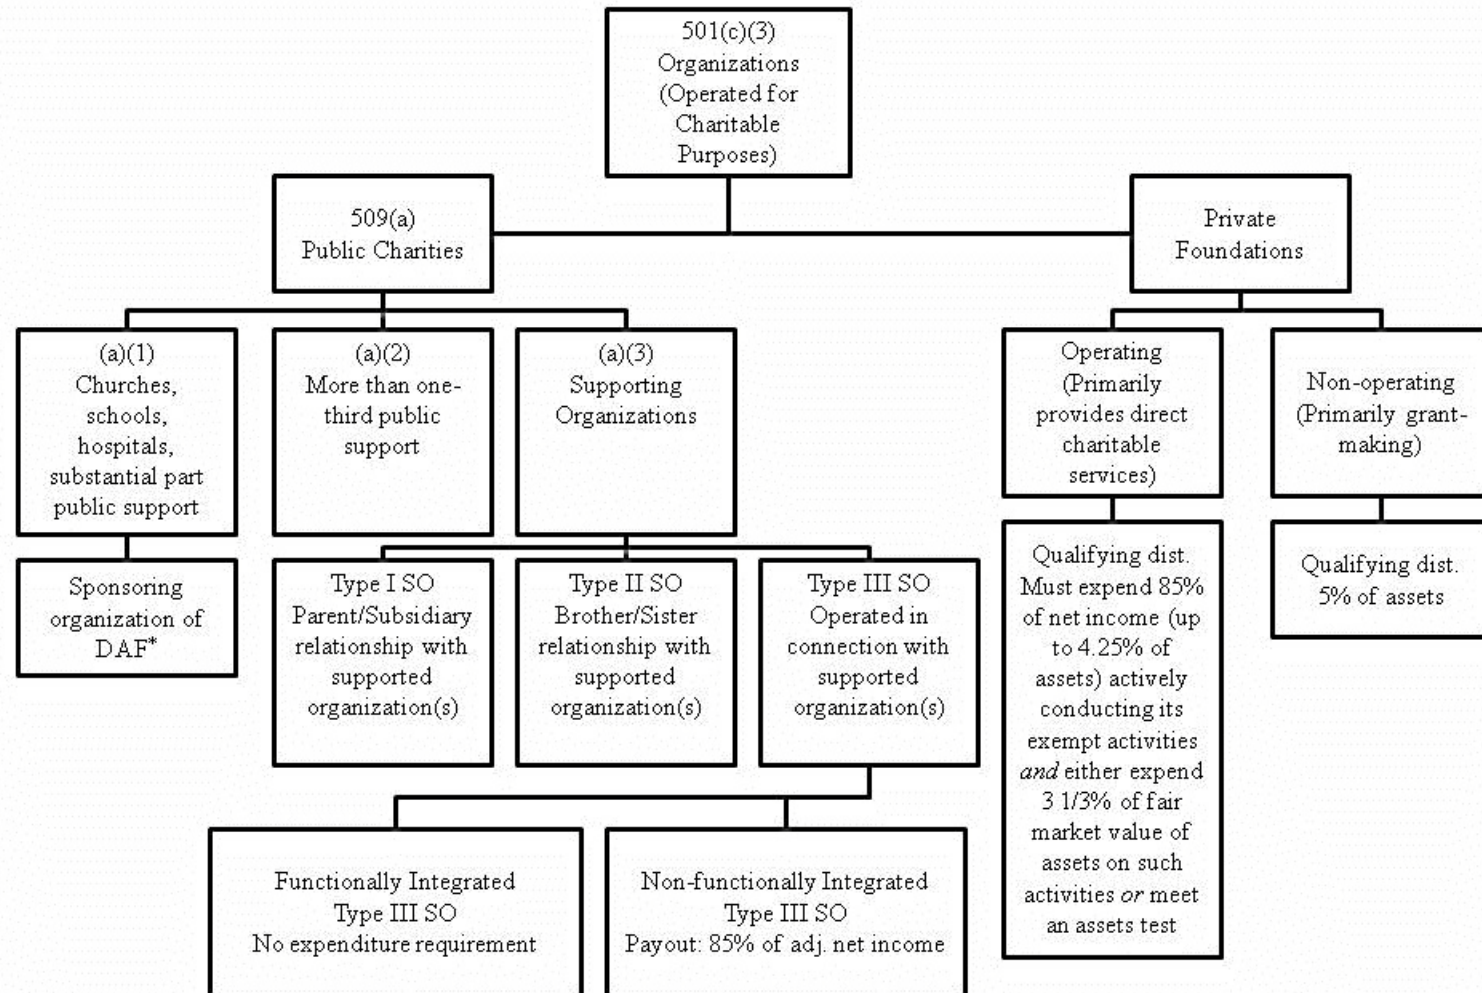 501(c)(3)
Organizations
(Operated for
Charitable
Purposes)
509(a)
Public Charities
Private
Foundations
(a)(1)
Churches,
schools,
hospitals,
substantial part
public support
(a)(2)
More than one-
third public
support
(a)(3)
Supporting
Organizations
Operating
(Primarily
provides direct
charitable
services)
Non-operating
(Primarily grant-
making)
Sponsoring
organization of
DAF*
Type I SO
Parent/Subsidiary
relationship with
supported
organization(s)
Type II SO
Brother/Sister
relationship with
supported
organization(s)
Type III SO
Operated in
connection with
supported
organization(s)
Qualifying dist.
Must expend 85%
of net income (up
to 4.25% of
assets) actively
conducting its
exempt activities
and either expend
3 1/3% of fair
market value of
assets on such
activities or meet
an assets test
Qualifying dist.
5% of assets
Functionally Integrated
Type III SO
No expenditure requirement
Non-functionally Integrated
Type III SO
Payout: 85% of adj. net income